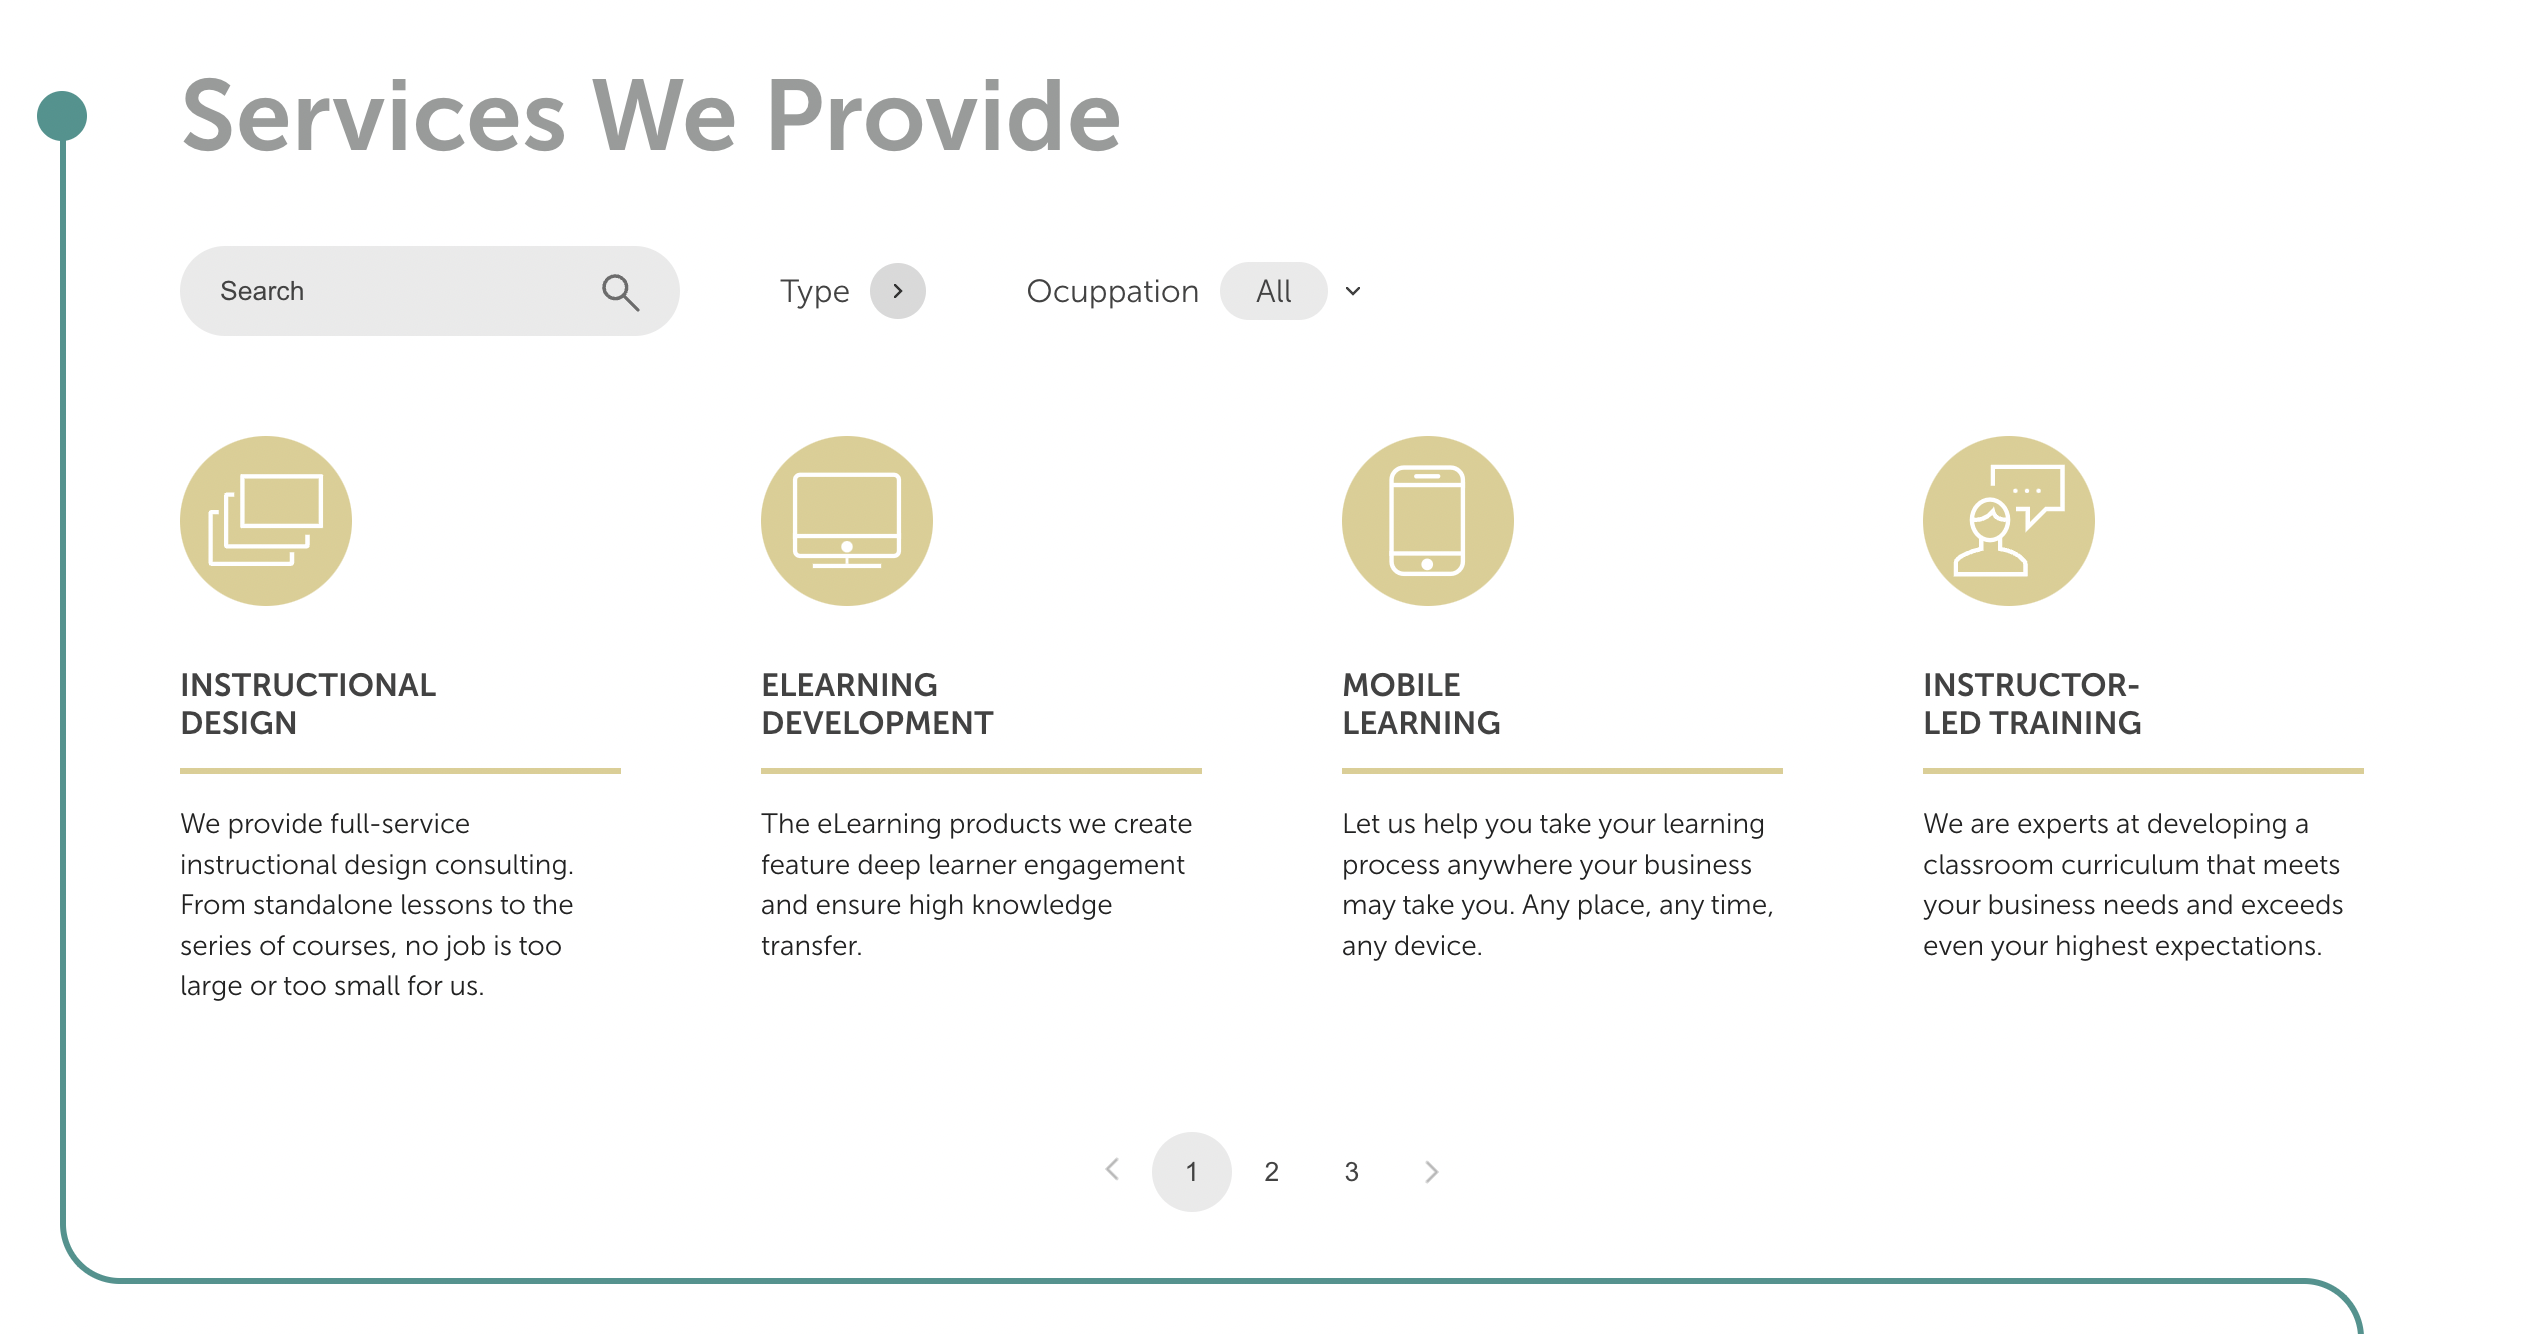 Services We Provide
Search
Type
Ocuppation All
INSTRUCTIONAL
DESIGN
We provide full-service
instructional design consulting.
From standalone lessons to the
series of courses, no job is too
large or too small for us.
ELEARNING
DEVELOPMENT
The eLearning products we create
feature deep learner engagement
and ensure high knowledge
transfer.
MOBILE
LEARNING
Let us help you take your learning
process anywhere your business
may take you. Any place, any time,
any device.
INSTRUCTOR-
LED TRAINING
We are experts at developing a
classroom curriculum that meets
your business needs and exceeds
even your highest expectations.
1 2 3